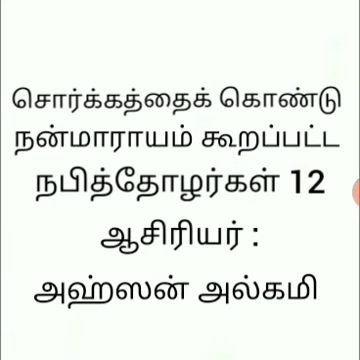 சொர்க்கத்தைக் கொண்டு
நன்மாராயம் கூறப்பட்ட
நபித்தோழர்கள் 12
ஆசிரியர் :
அஹ்ஸன் அல்கமி